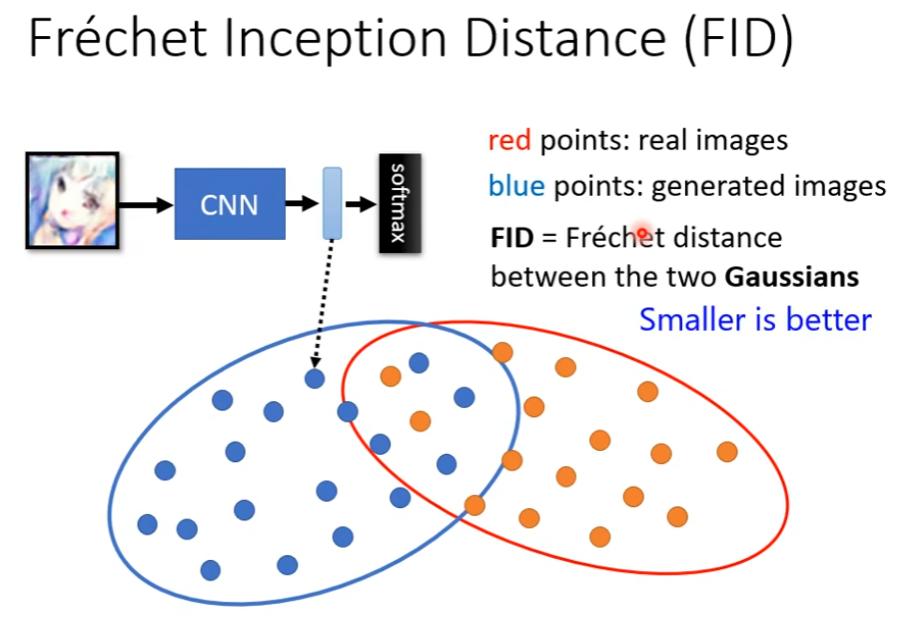 Fréchet Inception Distance (FID)
CNN
softmax
red points: real images
blue points: generated images
FID = Fréchet distance
between the two Gaussians
Smaller is better